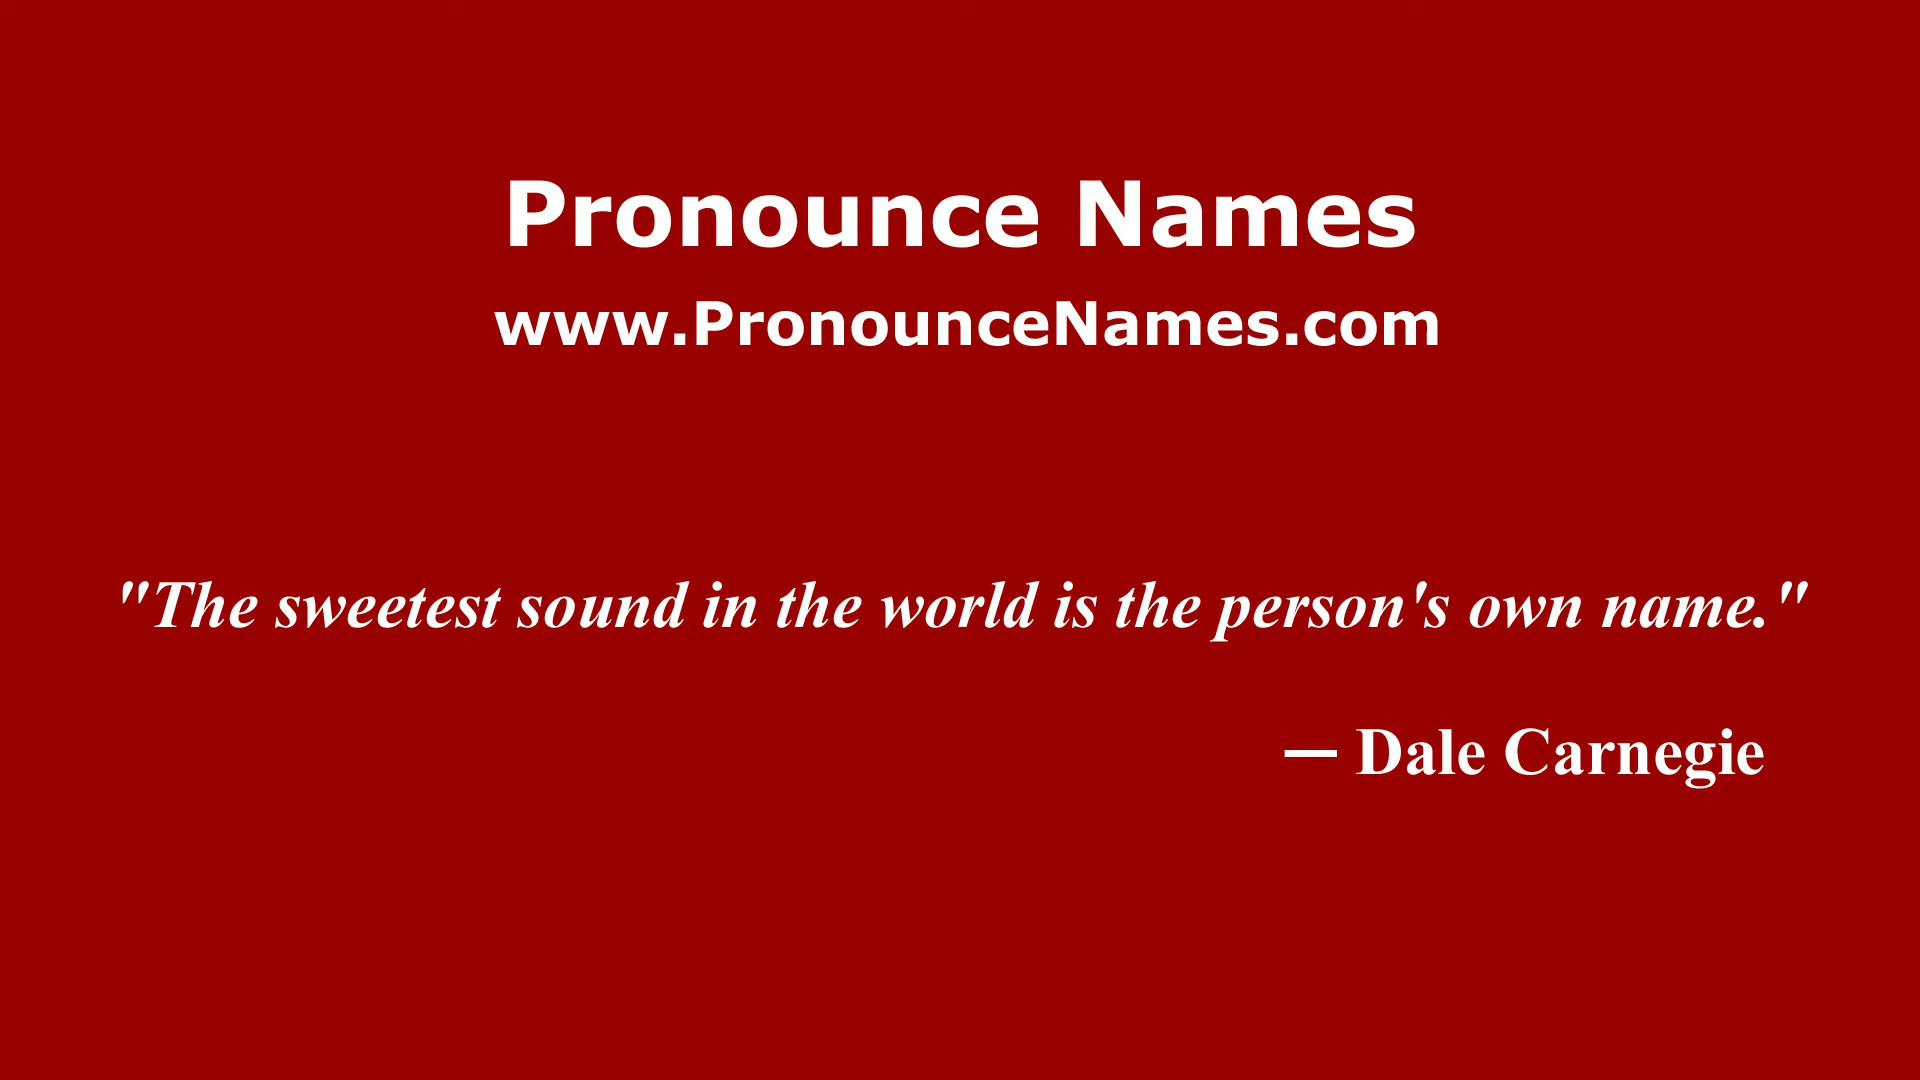 Pronounce Names
www.PronounceNames.com
"The sweetest sound in the world is the person's own name."
— Dale Carnegie